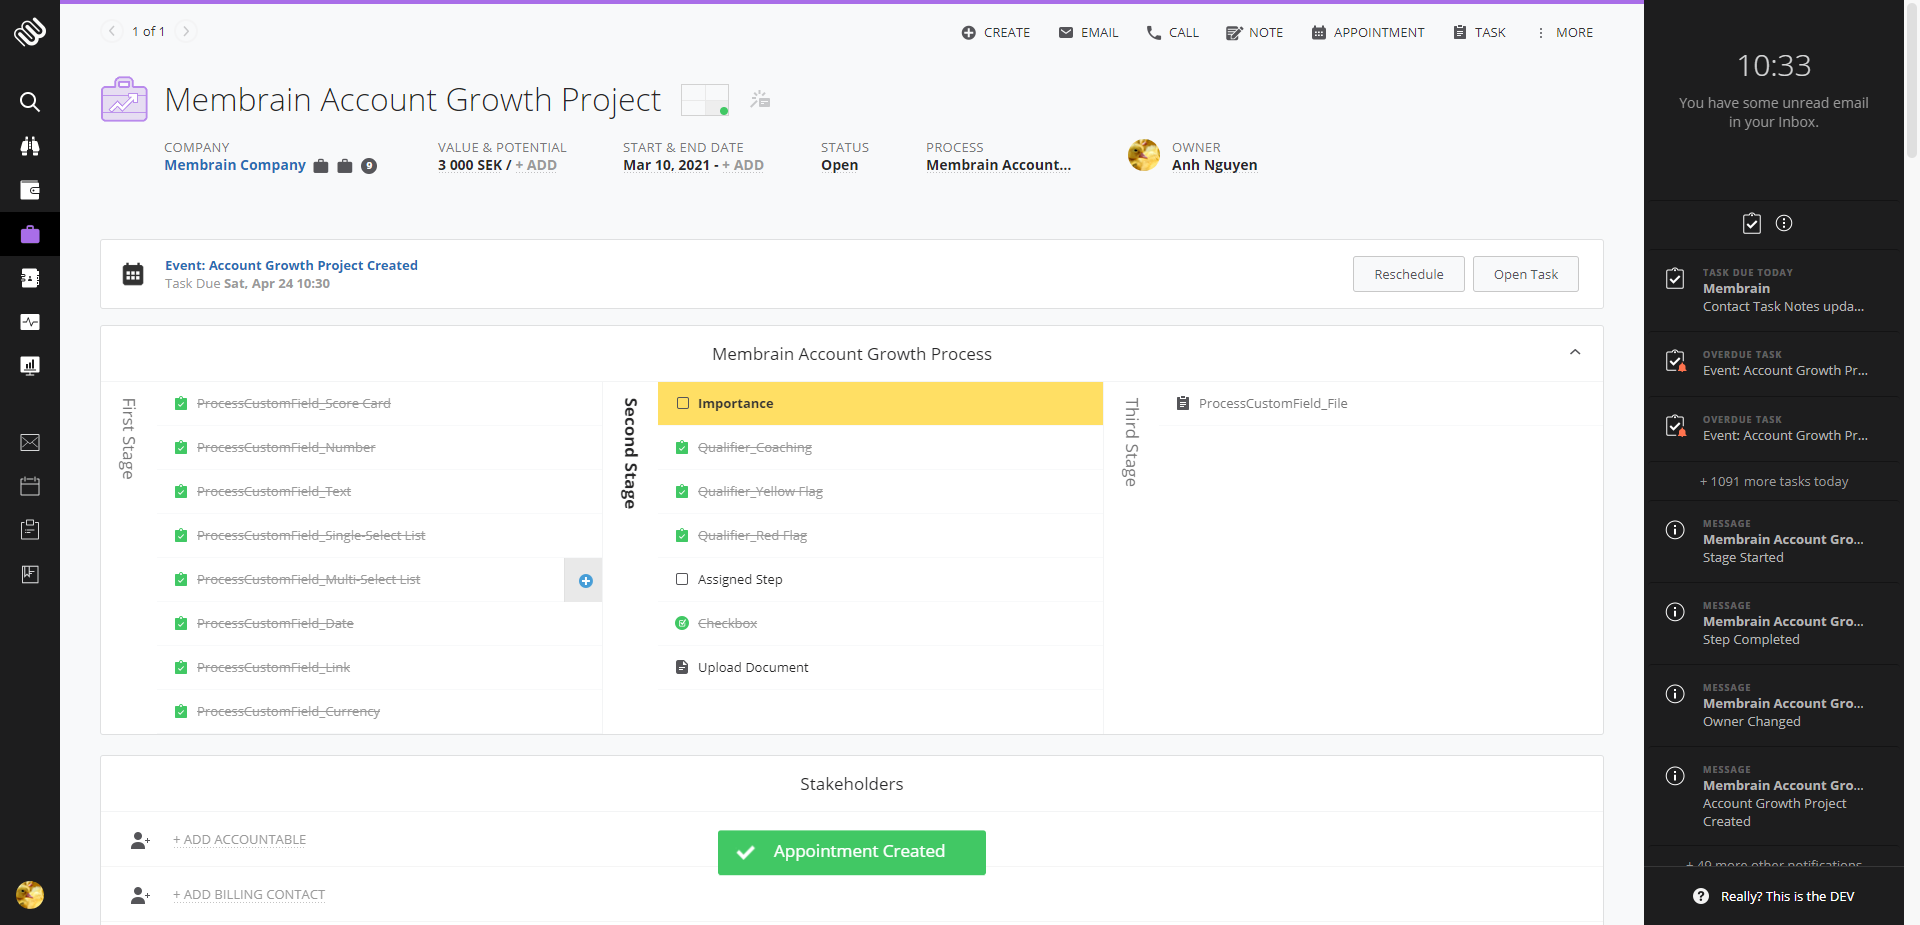 1 of 1
CREATE
EMAIL
CALL
NOTE
APPOINTMENT
TASK
MORE
Membrain Account Growth Project
COMPANY
Membrain Company
9
VALUE & POTENTIAL
3 000 SEK / + ADD
START & END DATE
Mar 10, 2021 - + ADD
STATUS
Open
PROCESS
Membrain Account...
OWNER
Anh Nguyen
Event: Account Growth Project Created
Task Due Sat, Apr 24 10:30
Reschedule
Open Task
Membrain Account Growth Process
First Stage
ProcessCustomField_Score Card
ProcessCustomField_Number
ProcessCustomField_Text
ProcessCustomField_Single-Select List
ProcessCustomField_Multi-Select List
ProcessCustomField_Date
ProcessCustomField_Link
ProcessCustomField_Currency
Second Stage
Importance
Qualifier_Coaching
Qualifier_Yellow Flag
Qualifier_Red Flag
Assigned Step
Checkbox
Upload Document
Third Stage
ProcessCustomField_File
Stakeholders
+ ADD ACCOUNTABLE
+ ADD BILLING CONTACT
Appointment Created
10:33
You have some unread email
in your Inbox.
TASK DUE TODAY
Membrain
Contact Task Notes upda...
OVERDUE TASK
Event: Account Growth Pr...
OVERDUE TASK
Event: Account Growth Pr...
+ 1091 more tasks today
MESSAGE
Membrain Account Gro...
Stage Started
MESSAGE
Membrain Account Gro...
Step Completed
MESSAGE
Membrain Account Gro...
Owner Changed
MESSAGE
Membrain Account Gro...
Account Growth Project
Created
+ 49 more other notifications
Really? This is the DEV